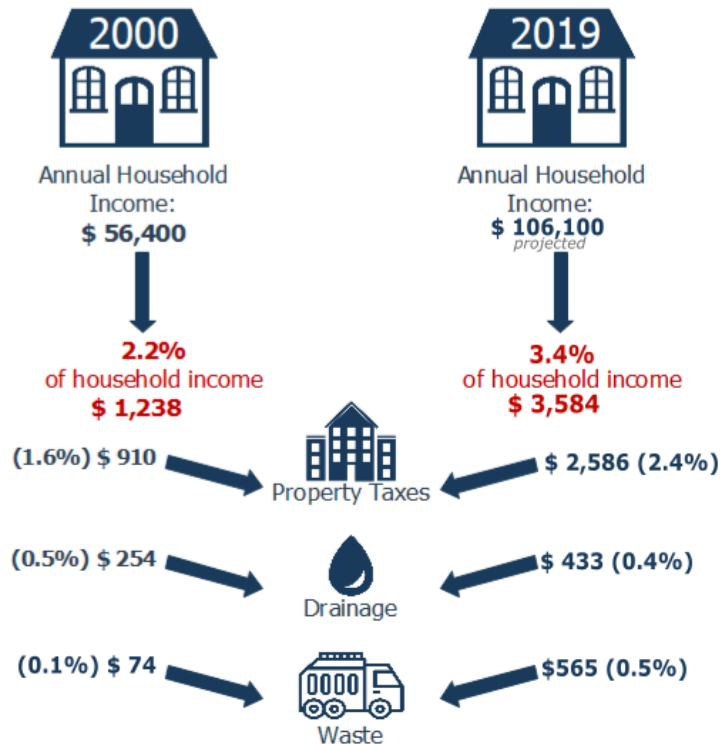 2000
Annual Household
Income:
$ 56,400
2.2%
of household income
$ 1,238
2019
Annual Household
Income:
$ 106,100
projected
3.4%
of household income
$ 3,584
(1.6%) $ 910
Property Taxes
$ 2,586 (2.4%)
(0.5%) $ 254
Drainage
$ 433 (0.4%)
(0.1%) $ 74
Waste
$565 (0.5%)